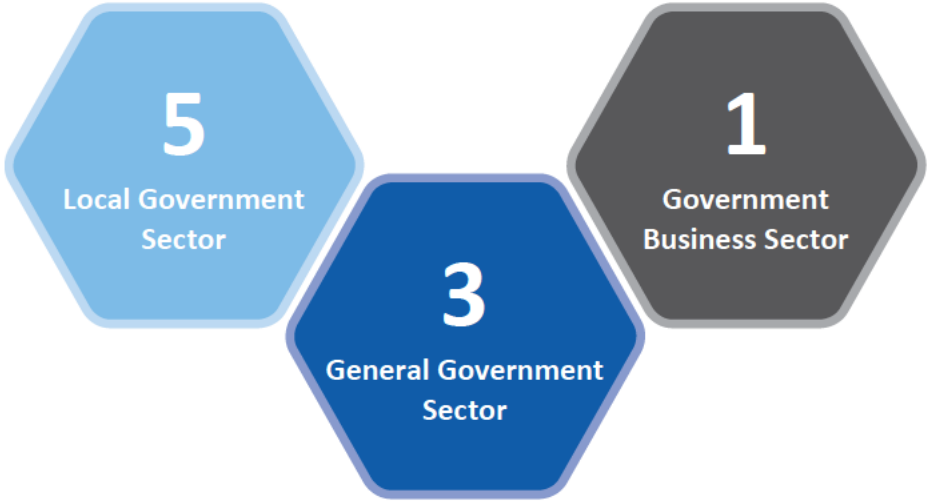 5
Local Government
Sector
1
Government
Business Sector
3
General Government
Sector